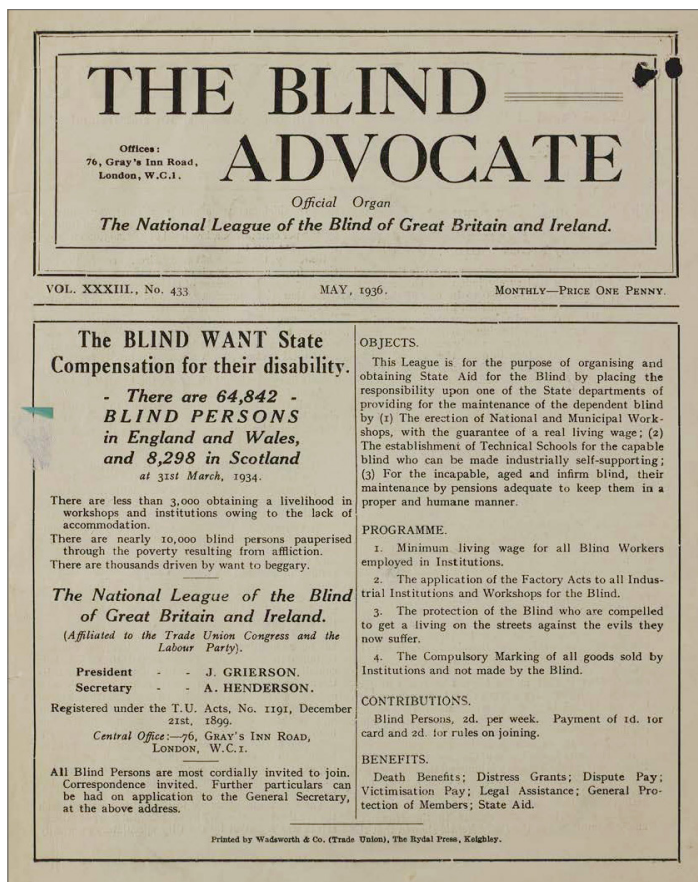 THE BLIND
ADVOCATE
Offices:
76, Gray's Inn Road,
London, W.C.1.
Official Organ
The National League of the Blind of Great Britain and Ireland.
VOL. XXXIII., No. 433
MAY, 1936.
MONTHLY—PRICE ONE PENNY.
The BLIND WANT State
Compensation for their disability.
- There are 64,842 -
BLIND PERSONS
in England and Wales,
and 8,298 in Scotland
at 31st March, 1934.
There are less than 3,000 obtaining a livelihood in
workshops and institutions owing to the lack of
accommodation.
There are nearly 10,000 blind persons pauperised
through the poverty resulting from affliction.
There are thousands driven by want to beggary.
The National League of the Blind
of Great Britain and Ireland.
(Affiliated to the Trade Union Congress and the
Labour Party).
President - - J. GRIERSON.
Secretary - - A. HENDERSON.
Registered under the T.U. Acts, No. 1191, December
21st, 1899.
Central Office:—76, GRAY'S INN ROAD,
LONDON, W.C.1.
All Blind Persons are most cordially invited to join.
Correspondence invited. Further particulars can
be had on application to the General Secretary,
at the above address.
OBJECTS.
This League is for the purpose of organising and
obtaining State Aid for the Blind by placing the
responsibility upon one of the State departments of
providing for the maintenance of the dependent blind
by (1) The erection of National and Municipal Work-
shops, with the guarantee of a real living wage; (2)
The establishment of Technical Schools for the capable
blind who can be made industrially self-supporting;
(3) For the incapable, aged and infirm blind, their
maintenance by pensions adequate to keep them in a
proper and humane manner.
PROGRAMME.
1. Minimum living wage for all Blind Workers
employed in Institutions.
2. The application of the Factory Acts to all Indus-
trial Institutions and Workshops for the Blind.
3. The protection of the Blind who are compelled
to get a living on the streets against the evils they
now suffer.
4. The Compulsory Marking of all goods sold by
Institutions and not made by the Blind.
CONTRIBUTIONS.
Blind Persons, 2d. per week. Payment of 1d. for
card and 2d. for rules on joining.
BENEFITS.
Death Benefits; Distress Grants; Dispute Pay;
Victimisation Pay; Legal Assistance; General Pro-
tection of Members; State Aid.
Printed by Wadsworth & Co. (Trade Union), The Rydal Press, Keighley.